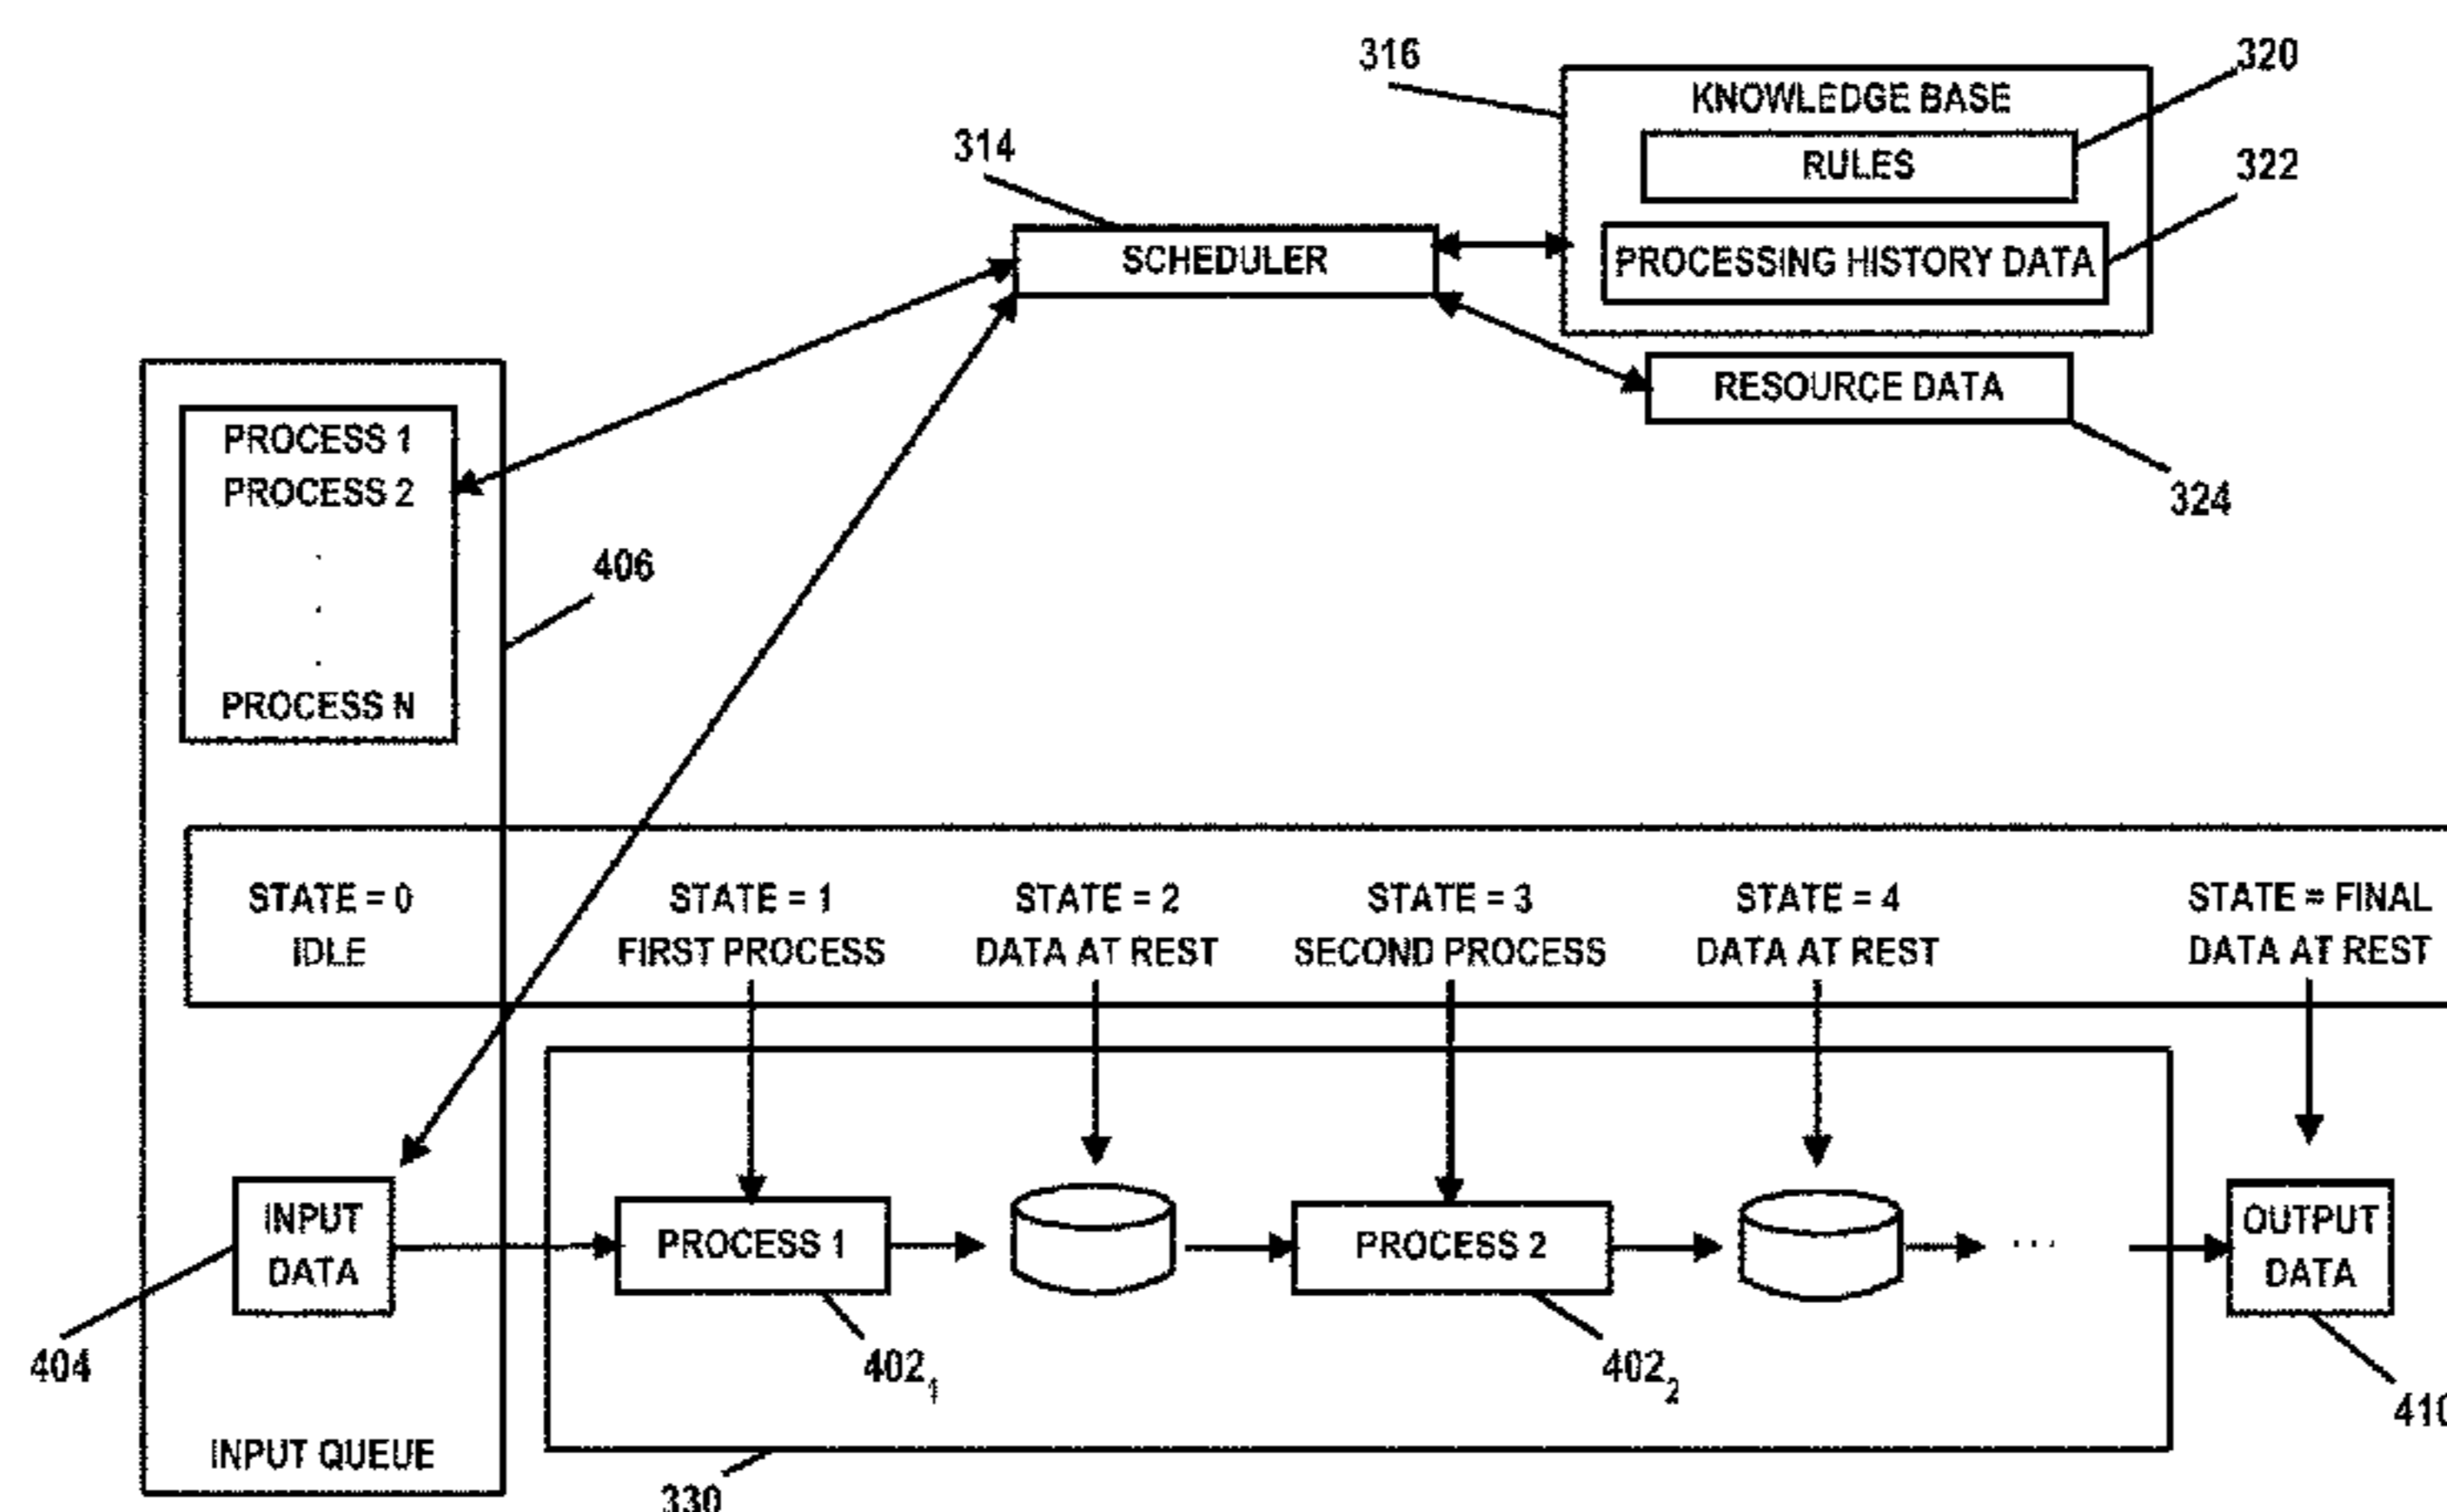 316
320
KNOWLEDGE BASE
314
RULES
322
SCHEDULER
PROCESSING HISTORY DATA
RESOURCE DATA
324
PROCESS 1
PROCESS 2
.
.
.
PROCESS N
406
STATE = 0
IDLE
STATE = 1
FIRST PROCESS
STATE = 2
DATA AT REST
STATE = 3
SECOND PROCESS
STATE = 4
DATA AT REST
STATE = FINAL
DATA AT REST
INPUT
DATA
PROCESS 1
PROCESS 2
...
OUTPUT
DATA
404
402₁
402₂
410
INPUT QUEUE
330